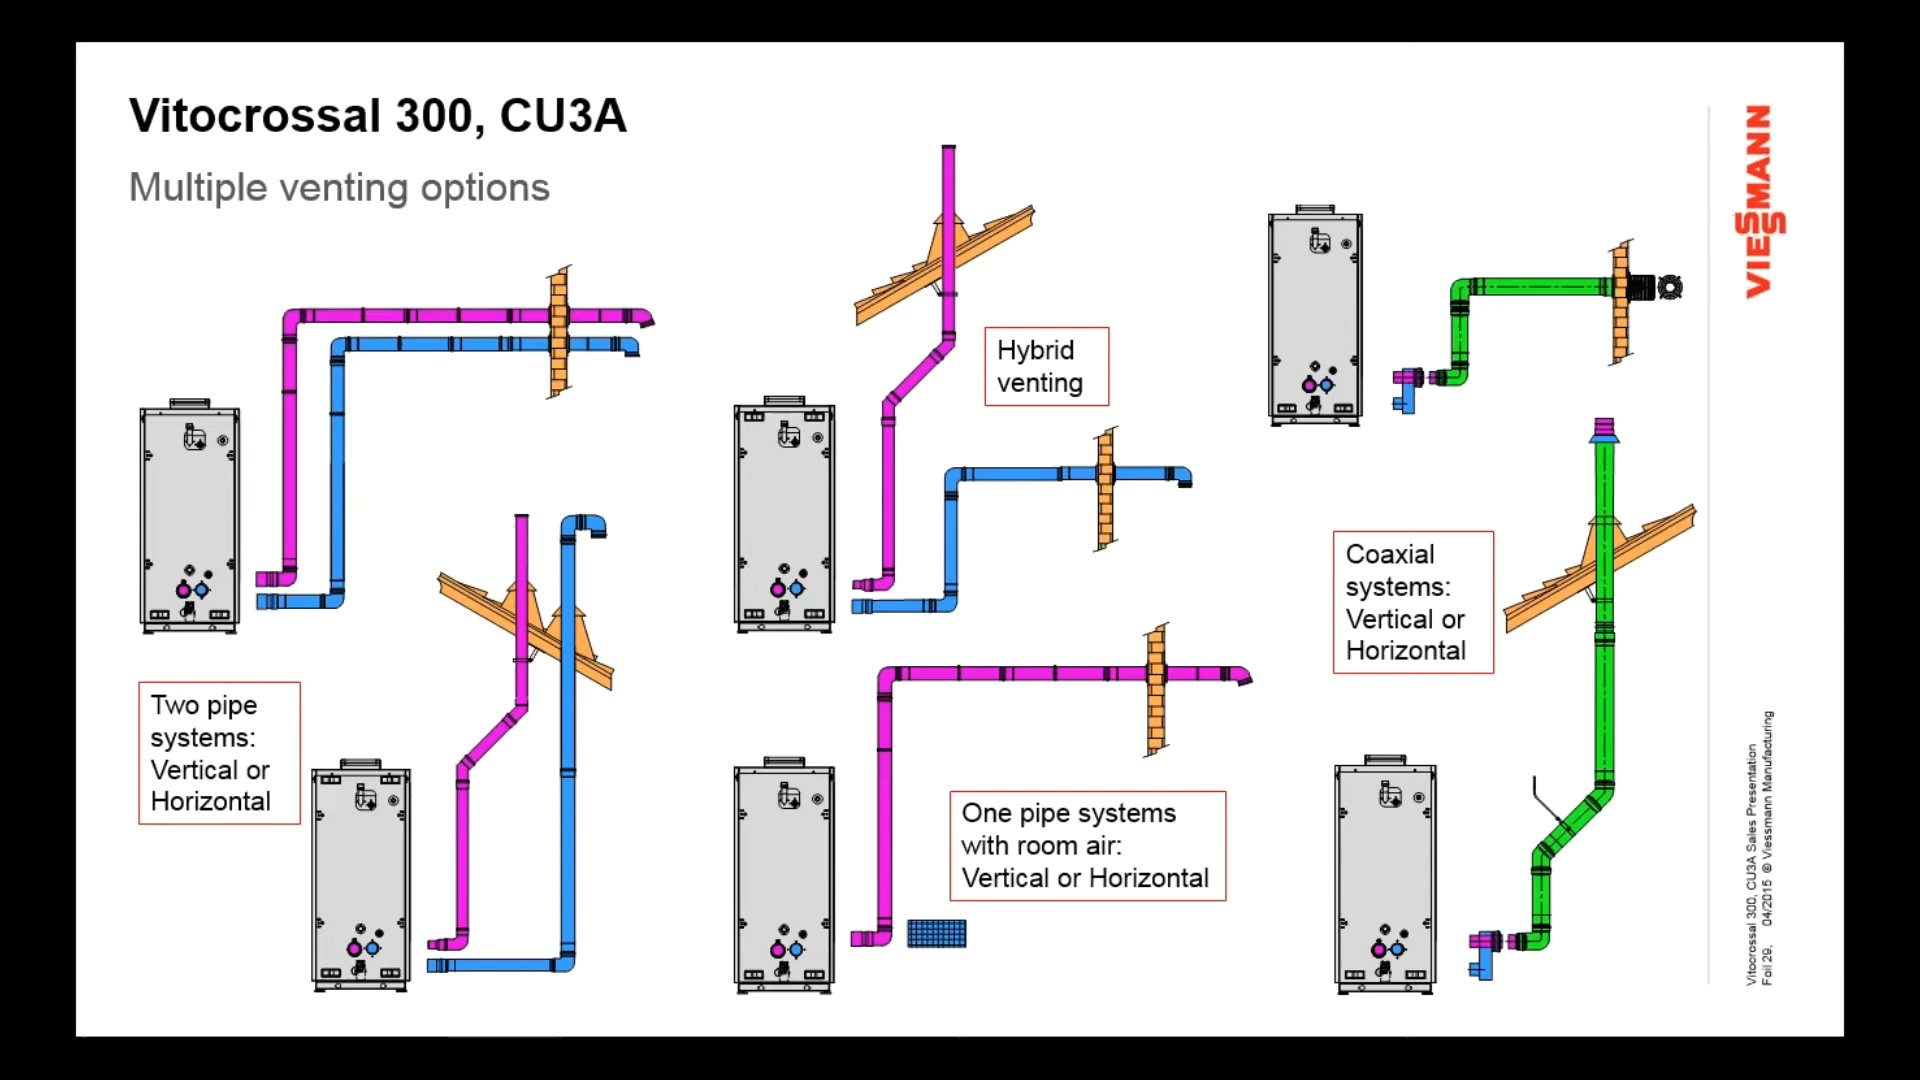 Vitocrossal 300, CU3A
Multiple venting options
Two pipe
systems:
Vertical or
Horizontal
Hybrid
venting
One pipe systems
with room air:
Vertical or Horizontal
Coaxial
systems:
Vertical or
Horizontal
VIESSMANN
Vitocrossal 300, CU3A Sales Presentation
Foil 29, 04/2015 © Viessmann Manufacturing